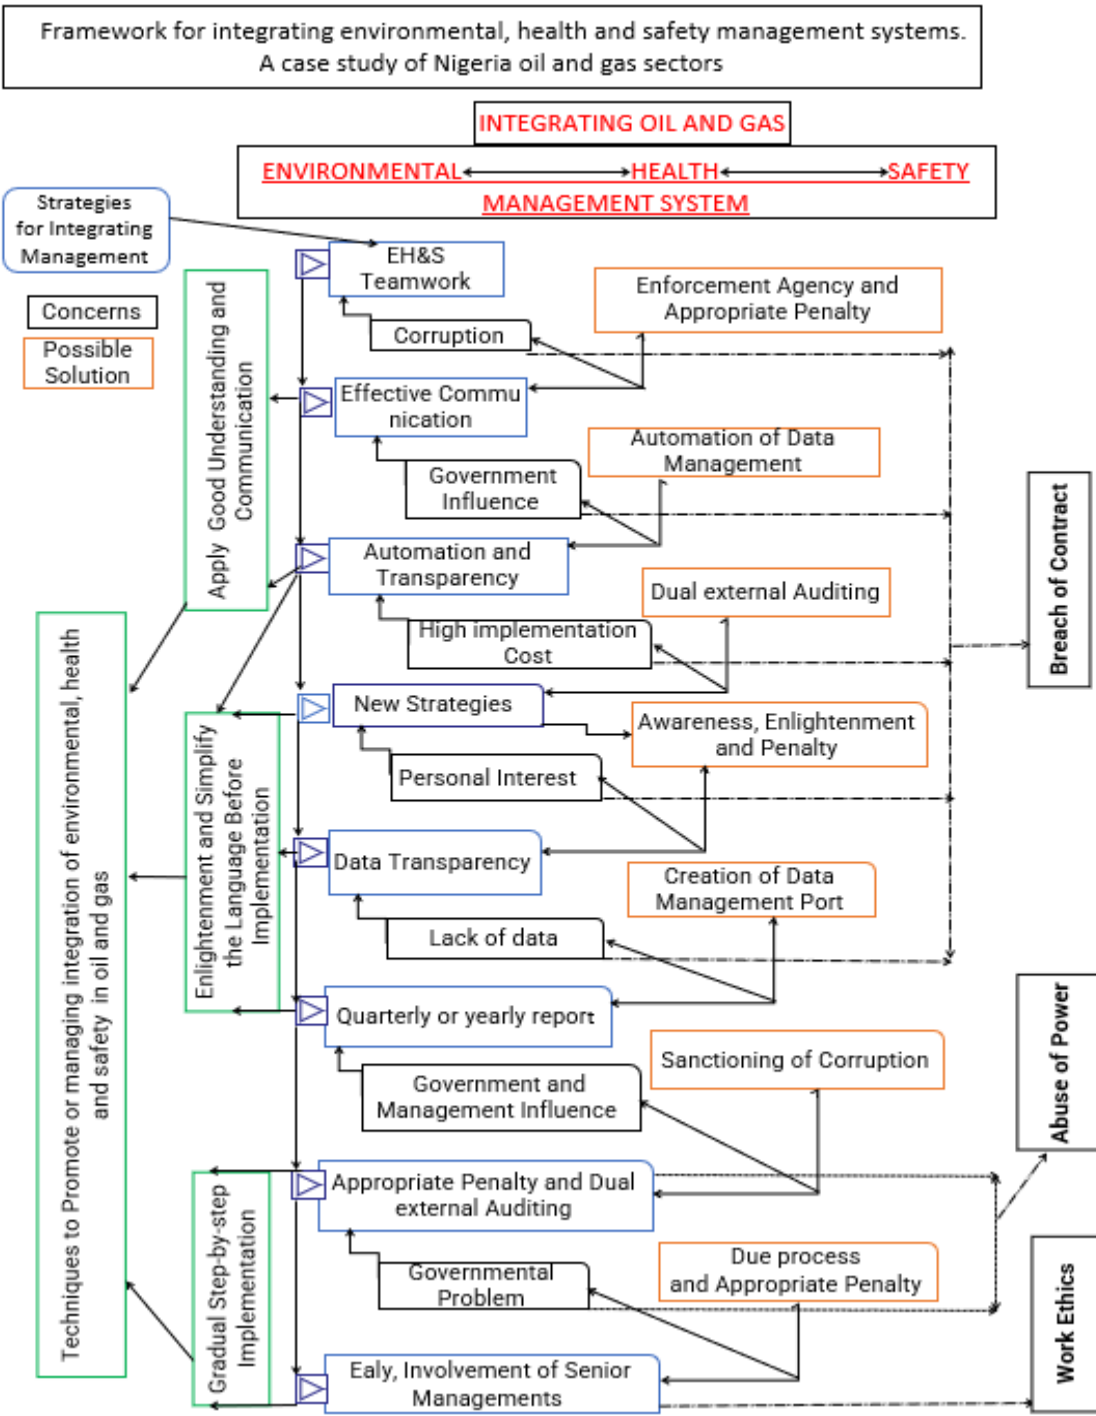 Framework for integrating environmental, health and safety management systems.
A case study of Nigeria oil and gas sectors
INTEGRATING OIL AND GAS
ENVIRONMENTAL HEALTH SAFETY
MANAGEMENT SYSTEM
Strategies
for Integrating
Management
Concerns
Possible
Solution
EH&S
Teamwork
Enforcement Agency and
Appropriate Penalty
Corruption
Effective Commu
nication
Apply Good Understanding and
Communication
Automation of Data
Management
Government
Influence
Automation and
Transparency
Breach of Contract
Dual external Auditing
High implementation
Cost
New Strategies
Awareness, Enlightenment
and Penalty
Personal Interest
Enlightenment and Simplify
the Language Before
Implementation
Techniques to Promote or managing integration of environmental, health
and safety in oil and gas
Data Transparency
Creation of Data
Management Port
Lack of data
Quarterly or yearly report
Abuse of Power
Sanctioning of Corruption
Government and
Management Influence
Appropriate Penalty and Dual
external Auditing
Gradual Step-by-step
Implementation
Due process
and Appropriate Penalty
Governmental
Problem
Work Ethics
Ealy, Involvement of Senior
Managements